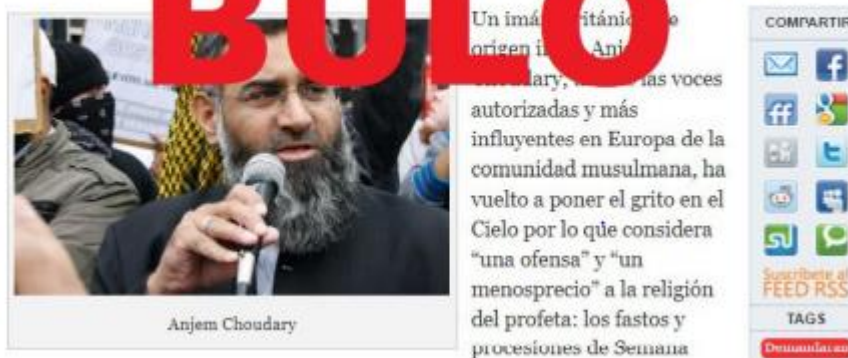 BULO
Un
origen
las voces
autorizadas y más
influyentes en Europa de la
comunidad musulmana, ha
vuelto a poner el grito en el
Cielo por lo que considera
“una ofensa” y “un
menosprecio” a la religión
del profeta: los fastos y
procesiones de Semana
Anjem Choudary
COMPARTIR
Suscríbete al
FEED RSS
TAGS